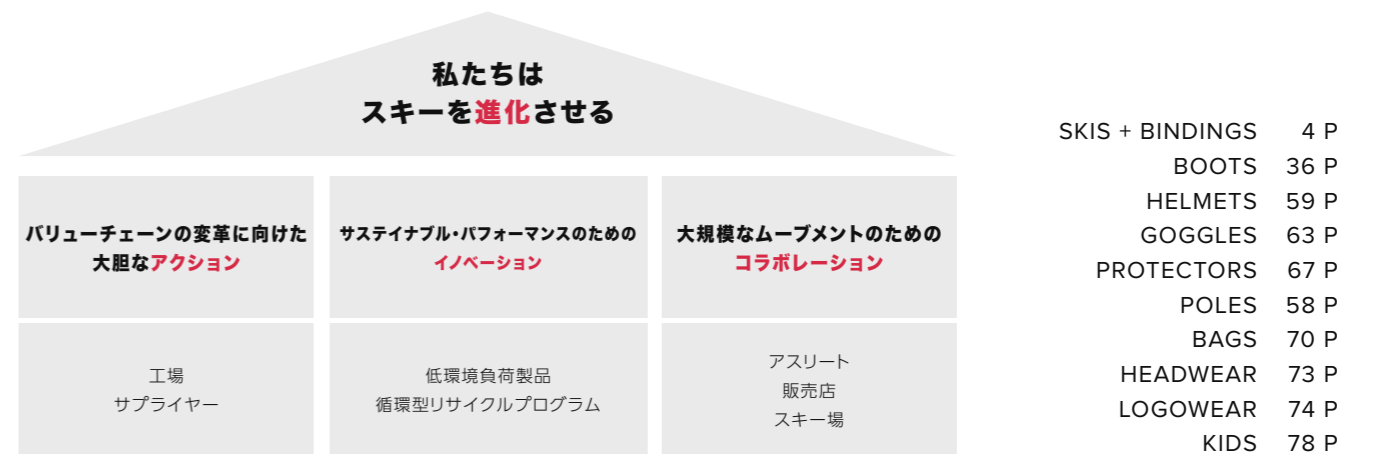 私たちは
スキーを進化させる
バリューチェーンの変革に向けた
大胆なアクション
サステイナブル・パフォーマンスのための
イノベーション
大規模なムーブメントのための
コラボレーション
工場
サプライヤー
低環境負荷製品
循環型リサイクルプログラム
アスリート
販売店
スキー場
SKIS + BINDINGS 4 P
BOOTS 36 P
HELMETS 59 P
GOGGLES 63 P
PROTECTORS 67 P
POLES 58 P
BAGS 70 P
HEADWEAR 73 P
LOGOWEAR 74 P
KIDS 78 P